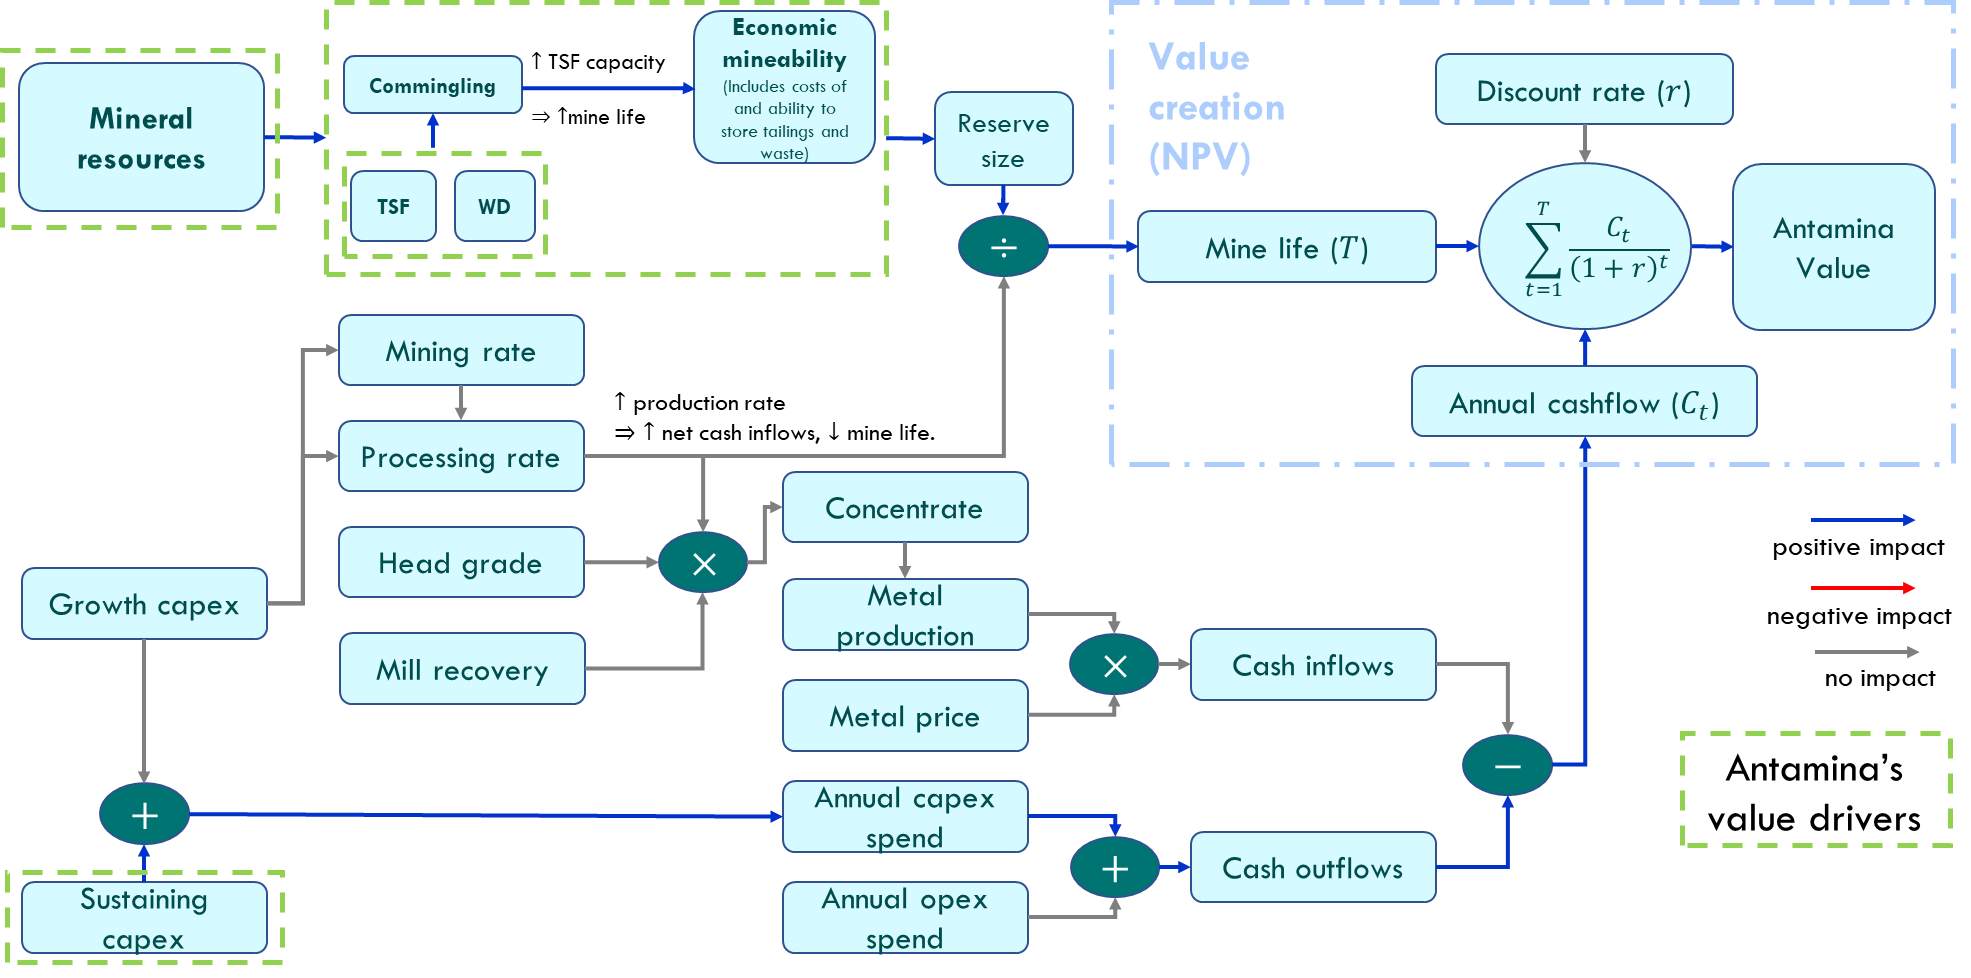 Mineral
resources
Commingling
↑ TSF capacity
⇒ ↑mine life
TSF
WD
Economic
mineability
(Includes costs of
and ability to
store tailings and
waste)
Reserve
size
÷
Value
creation
(NPV)
Discount rate (r)
Mine life (T)
T
∑ C_t/(1 + r)^t
t=1
Antamina
Value
Annual cashflow (C_t)
Mining rate
Processing rate
↑ production rate
⇒ ↑ net cash inflows, ↓ mine life.
Head grade
Mill recovery
×
Growth capex
Concentrate
Metal
production
Metal price
×
Cash inflows
−
+
Sustaining
capex
Annual capex
spend
Annual opex
spend
+
Cash outflows
positive impact
negative impact
no impact
Antamina’s
value drivers